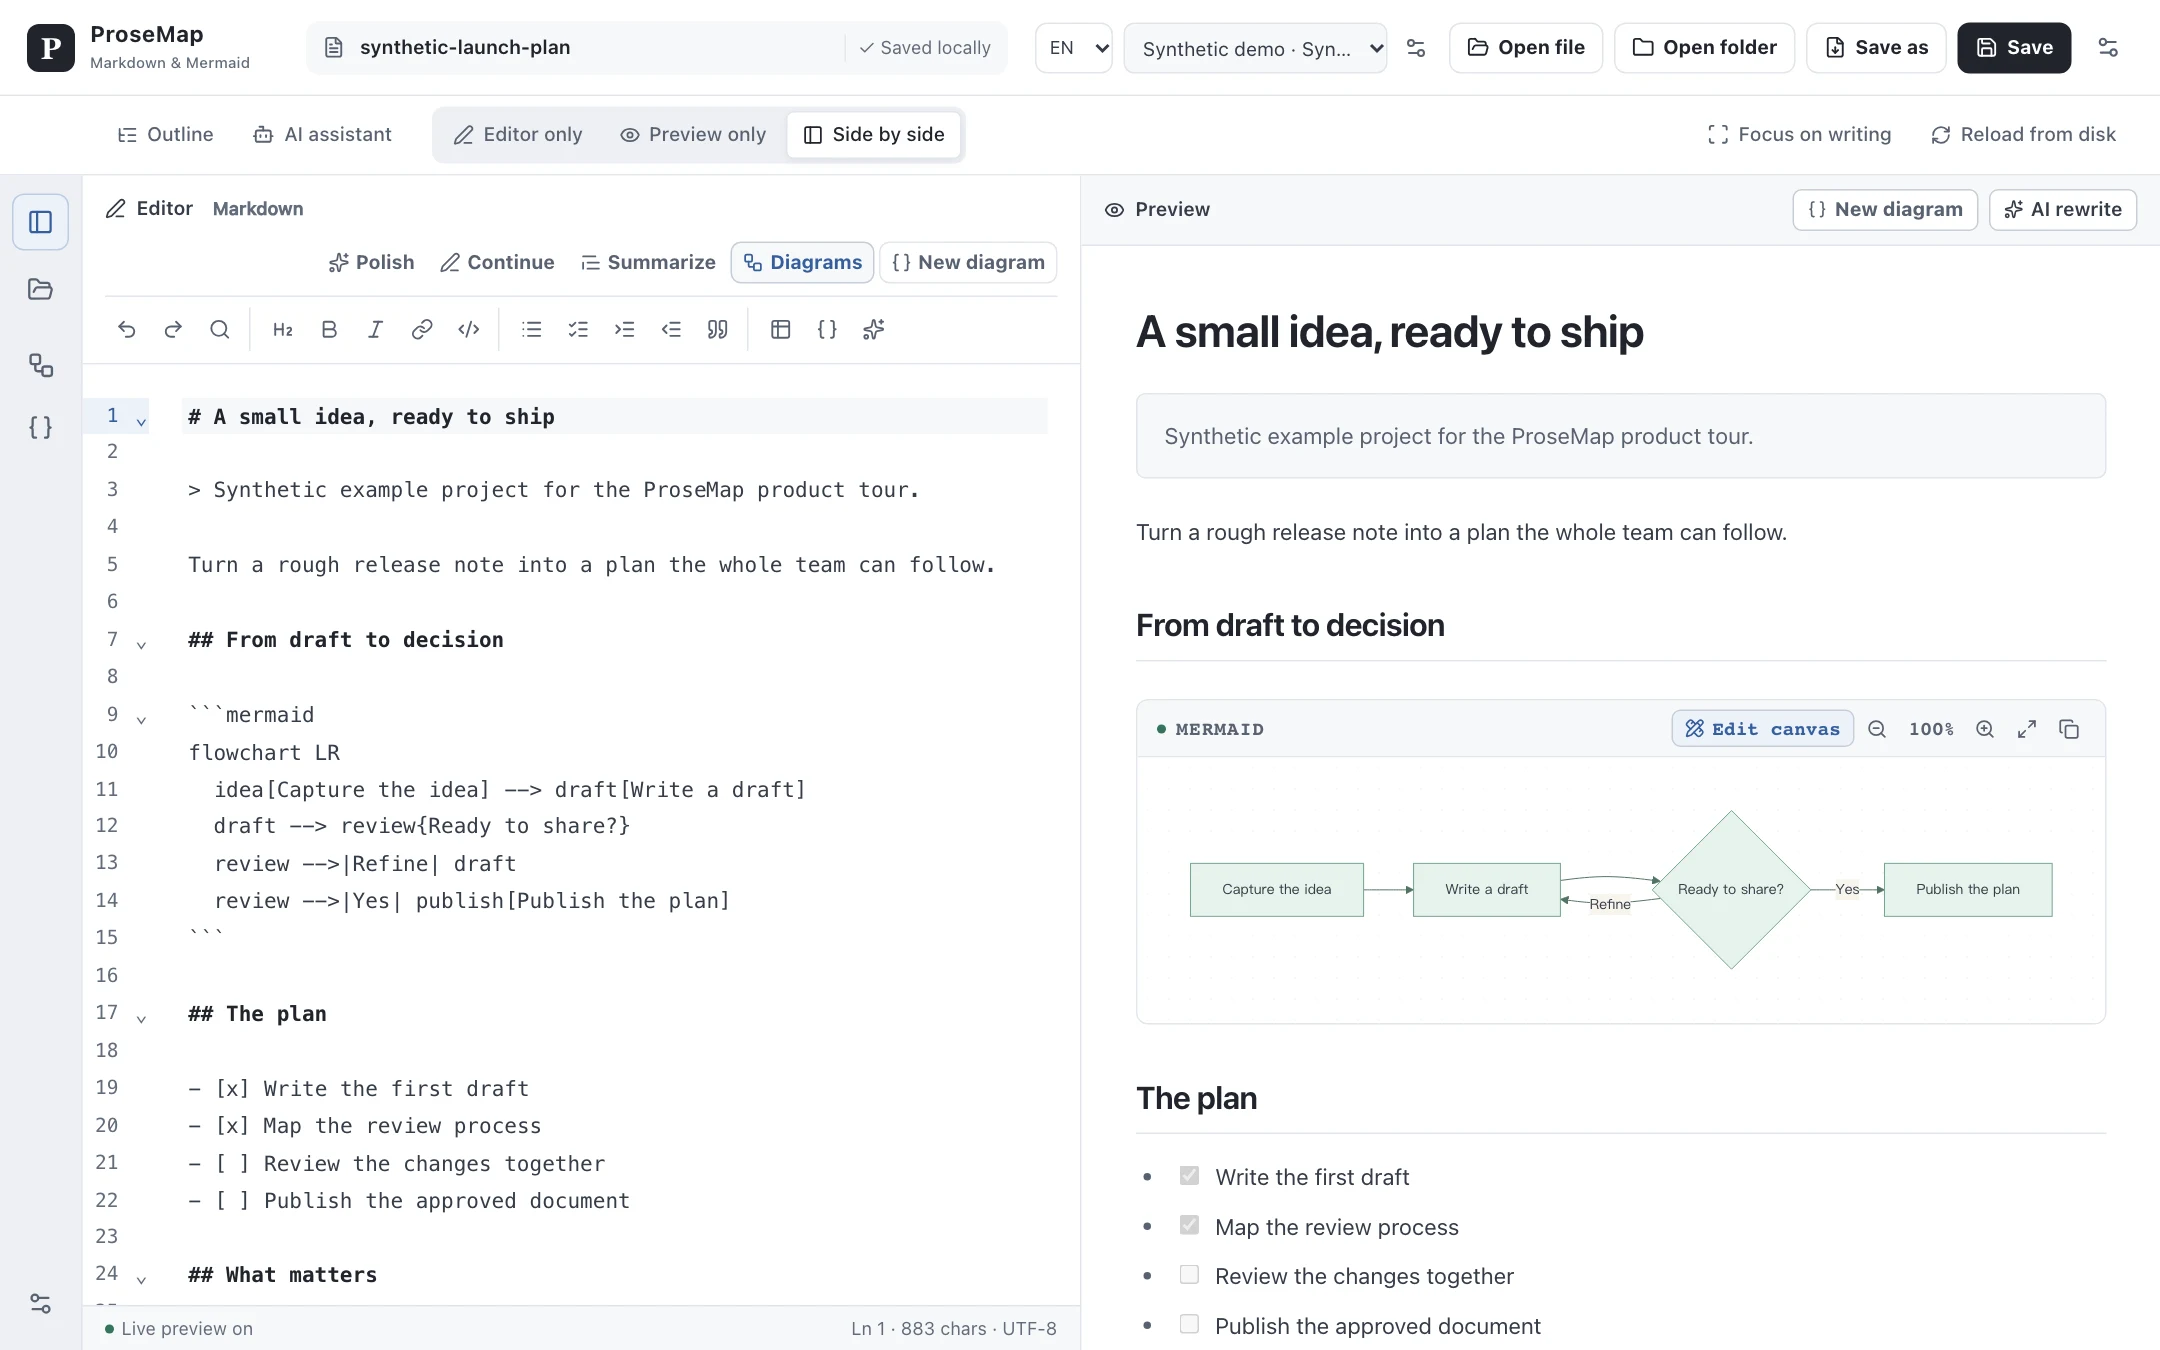 P
ProseMap
Markdown & Mermaid
synthetic-launch-plan
Saved locally
EN
Synthetic demo · Syn...
Open file
Open folder
Save as
Save
Outline
AI assistant
Editor only
Preview only
Side by side
Focus on writing
Reload from disk
Editor Markdown
Polish
Continue
Summarize
Diagrams
{} New diagram
H2
B
I
1 # A small idea, ready to ship
2
3 > Synthetic example project for the ProseMap product tour.
4
5 Turn a rough release note into a plan the whole team can follow.
6
7 ## From draft to decision
8
9 ```mermaid
10 flowchart LR
11 idea[Capture the idea] --> draft[Write a draft]
12 draft --> review{Ready to share?}
13 review -->|Refine| draft
14 review -->|Yes| publish[Publish the plan]
15 ```
16
17 ## The plan
18
19 - [x] Write the first draft
20 - [x] Map the review process
21 - [ ] Review the changes together
22 - [ ] Publish the approved document
23
24 ## What matters
Live preview on
Ln 1 · 883 chars · UTF-8
Preview
{} New diagram
AI rewrite
A small idea, ready to ship
Synthetic example project for the ProseMap product tour.
Turn a rough release note into a plan the whole team can follow.
From draft to decision
MERMAID
Edit canvas
100%
Capture the idea
Write a draft
Refine
Ready to share?
Yes
Publish the plan
The plan
• Write the first draft
• Map the review process
• Review the changes together
• Publish the approved document